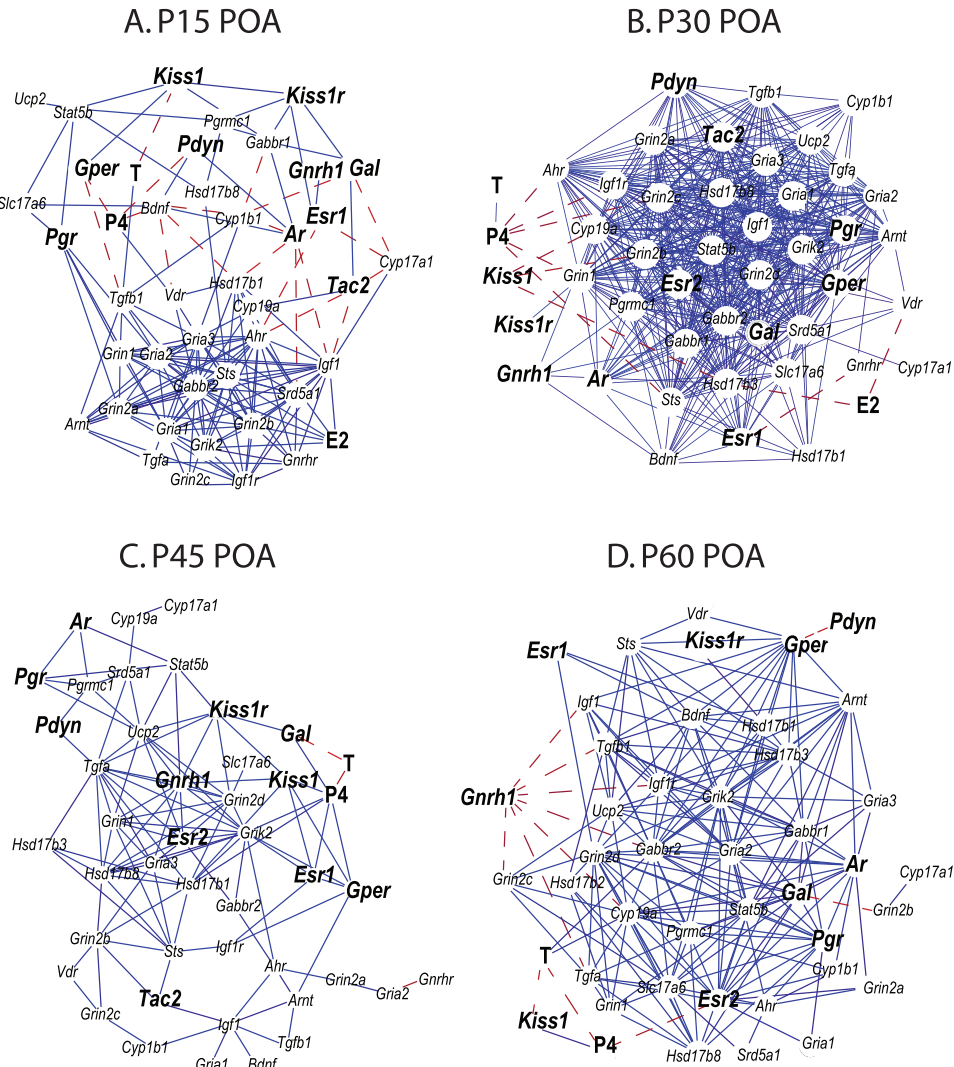 A. P15 POA
Kiss1
Kiss1r
Ucp2
Stat5b
Pgrmc1
Gabbr1
Pdyn
Gper
T
Gnrh1
Gal
Hsd17b8
Slc17a6
Bdnf
P4
Cyp1b1
Esr1
Ar
Pgr
Cyp17a1
Tac2
Hsd17b1
Tgfb1
Vdr
Cyp19a
Gria3
Ahr
Grin1
Gria2
Igf1
Sts
Gabbr2
Srd5a1
Grin2a
Arnt
Gria1
Grin2b
Grik2
E2
Tgfa
Gnrhr
Grin2c
Igf1r
B. P30 POA
Pdyn
Tgfb1
Cyp1b1
Tac2
Grin2a
Ucp2
Gria3
Ahr
Tgfa
T
Igf1r
Grin2c
Hsd17b8
Gria1
Gria2
P4
Cyp19a
Igf1
Pgr
Arnt
Stat5b
Grik2
Grin2b
Kiss1
Grin1
Esr2
Grin2d
Gper
Pgrmc1
Vdr
Kiss1r
Gabbr2
Gal
Srd5a1
Gabbr1
Gnrh1
Ar
Hsd17b3
Slc17a6
Gnrhr
Cyp17a1
Sts
E2
Esr1
Bdnf
Hsd17b1
C. P45 POA
Cyp17a1
Cyp19a
Ar
Stat5b
Srd5a1
Pgr
Pgrmc1
Kiss1r
Pdyn
Ucp2
Gal
Tgfa
Slc17a6
T
Gnrh1
Kiss1
P4
Grin2d
Grin1
Hsd17b3
Esr2
Grik2
Gria3
Hsd17b8
Hsd17b1
Esr1
Gper
Gabbr2
Grin2b
Sts
Igf1r
Vdr
Ahr
Grin2a
Gnrhr
Gria2
Tac2
Arnt
Grin2c
Igf1
Cyp1b1
Tgfb1
Gria1
Bdnf
D. P60 POA
Vdr
Pdyn
Esr1
Sts
Kiss1r
Gper
Igf1
Arnt
Bdnf
Hsd17b1
Tgfb1
Hsd17b3
Gnrh1
Igf1r
Grik2
Gria3
Ucp2
Gabbr1
Gabbr2
Gria2
Grin2d
Ar
Grin2c
Hsd17b2
Cyp17a1
Gal
Grin2b
Cyp19a
Stat5b
Pgrmc1
Pgr
T
Cyp1b1
Tgfa
Slc17a6
Grin2a
Grin1
Esr2
Ahr
Kiss1
P4
Gria1
Hsd17b8
Srd5a1